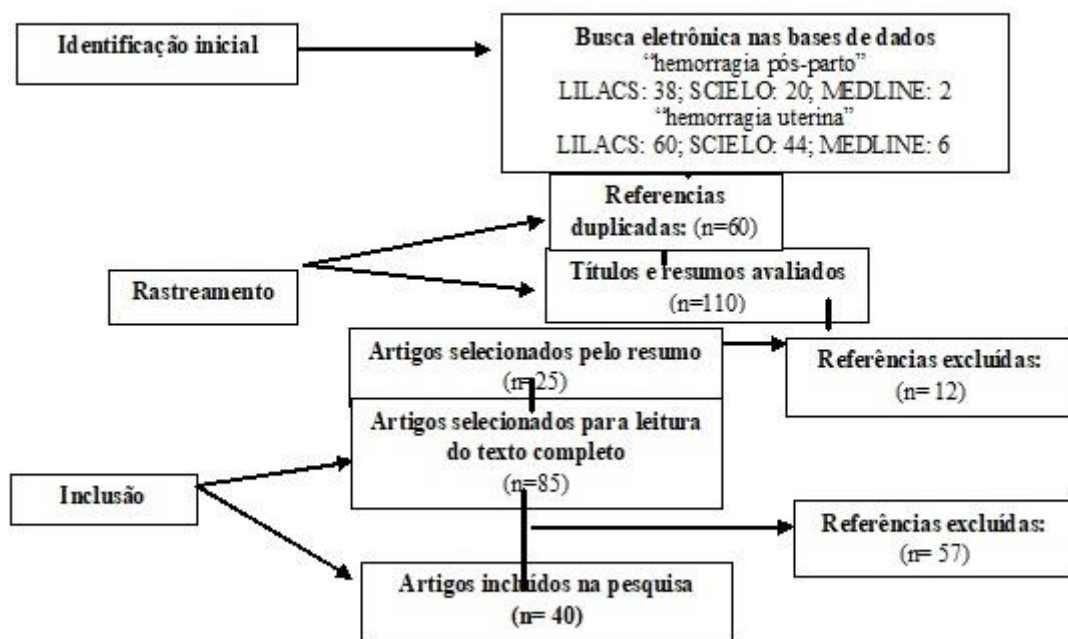 Identificação inicial
Busca eletrônica nas bases de dados
“hemorragia pós-parto”
LILACS: 38; SCIELO: 20; MEDLINE: 2
“hemorragia uterina”
LILACS: 60; SCIELO: 44; MEDLINE: 6
Referencias
duplicadas: (n=60)
Rastreamento
Títulos e resumos avaliados
(n=110)
Artigos selecionados pelo resumo
(n=25)
Referências excluídas:
(n= 12)
Artigos selecionados para leitura
do texto completo
(n=85)
Inclusão
Referências excluídas:
(n= 57)
Artigos incluídos na pesquisa
(n= 40)